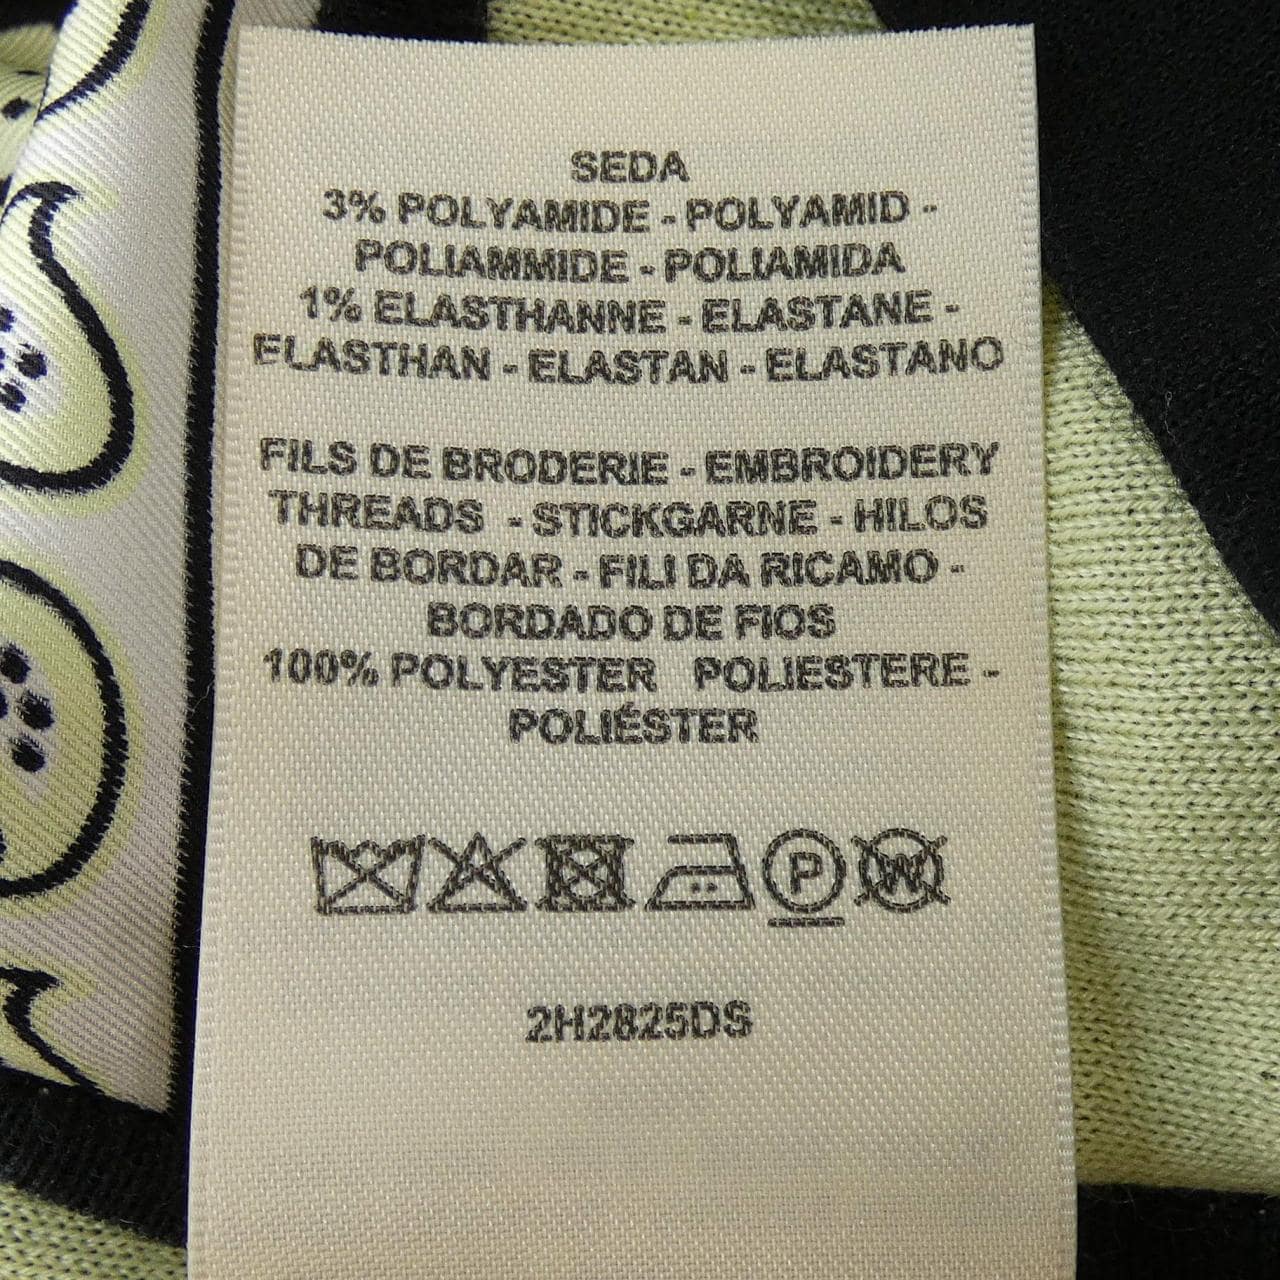 SEDA
3% POLYAMIDE - POLYAMID -
POLIAMMIDE - POLIAMIDA
1% ELASTHANNE - ELASTANE -
ELASTHAN - ELASTAN - ELASTANO
FILS DE BRODERIE - EMBROIDERY
THREADS - STICKGARNE - HILOS
DE BORDAR - FILI DA RICAMO -
BORDADO DE FIOS
100% POLYESTER POLIESTERE -
POLIÉSTER
P W
2H2825DS